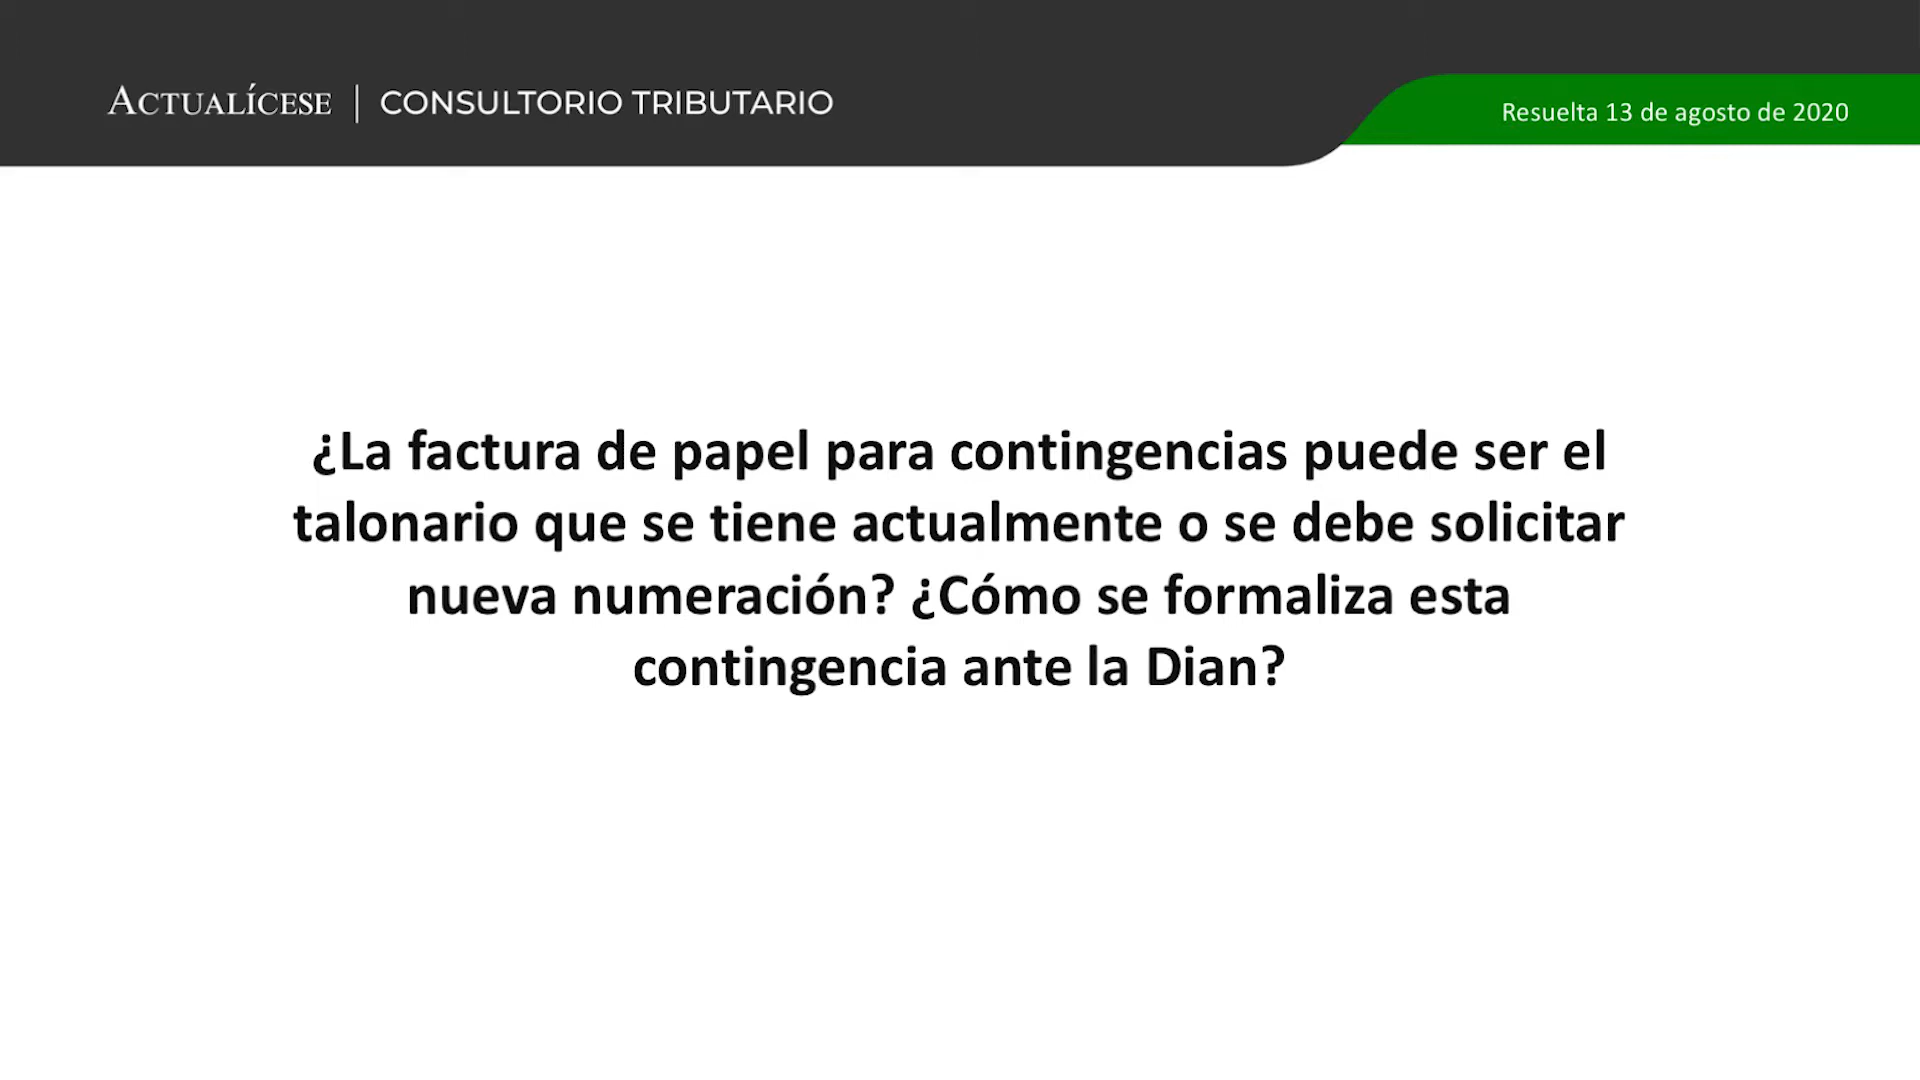 ACTUALÍCESE | CONSULTORIO TRIBUTARIO
Resuelta 13 de agosto de 2020
¿La factura de papel para contingencias puede ser el
talonario que se tiene actualmente o se debe solicitar
nueva numeración? ¿Cómo se formaliza esta
contingencia ante la Dian?